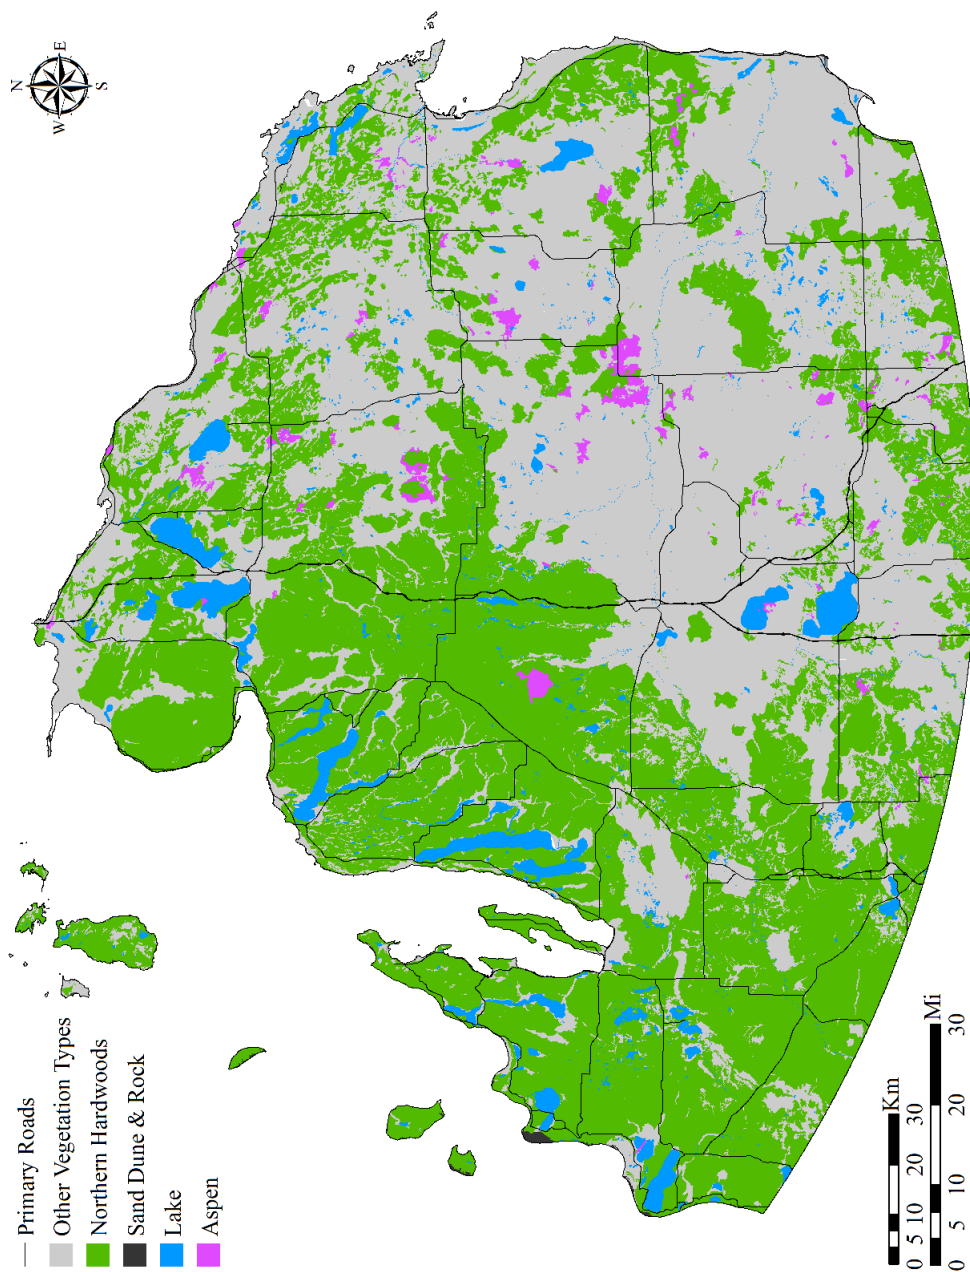 N
W
E
S
Primary Roads
Other Vegetation Types
Northern Hardwoods
Sand Dune & Rock
Lake
Aspen
Km
0 5 10 20 30
Mi
0 5 10 20 30